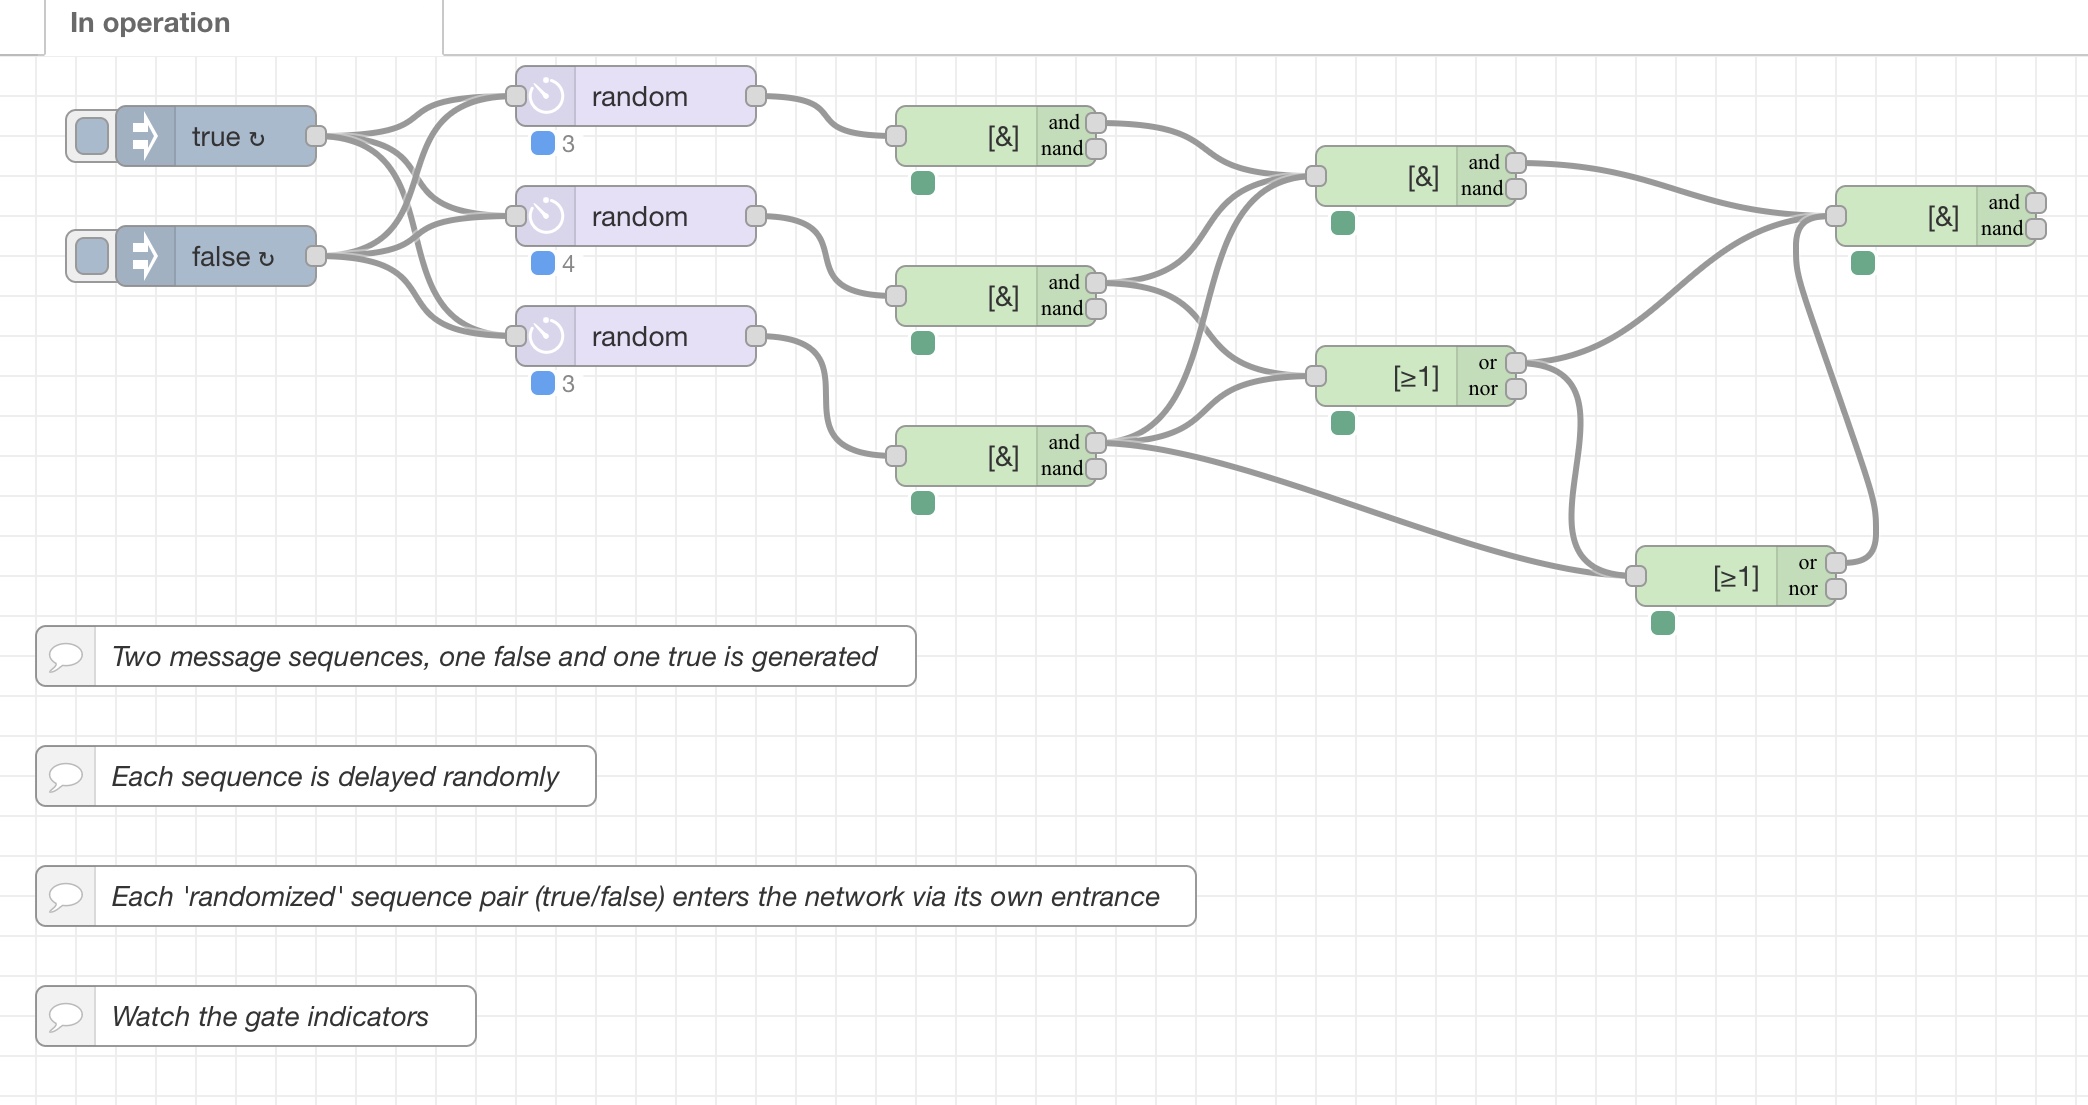 In operation
true ↻
false ↻
random
3
random
4
random
3
[&] and
nand
[&] and
nand
[&] and
nand
[&] and
nand
[≥1] or
nor
[≥1] or
nor
[&] and
nand
Two message sequences, one false and one true is generated
Each sequence is delayed randomly
Each 'randomized' sequence pair (true/false) enters the network via its own entrance
Watch the gate indicators